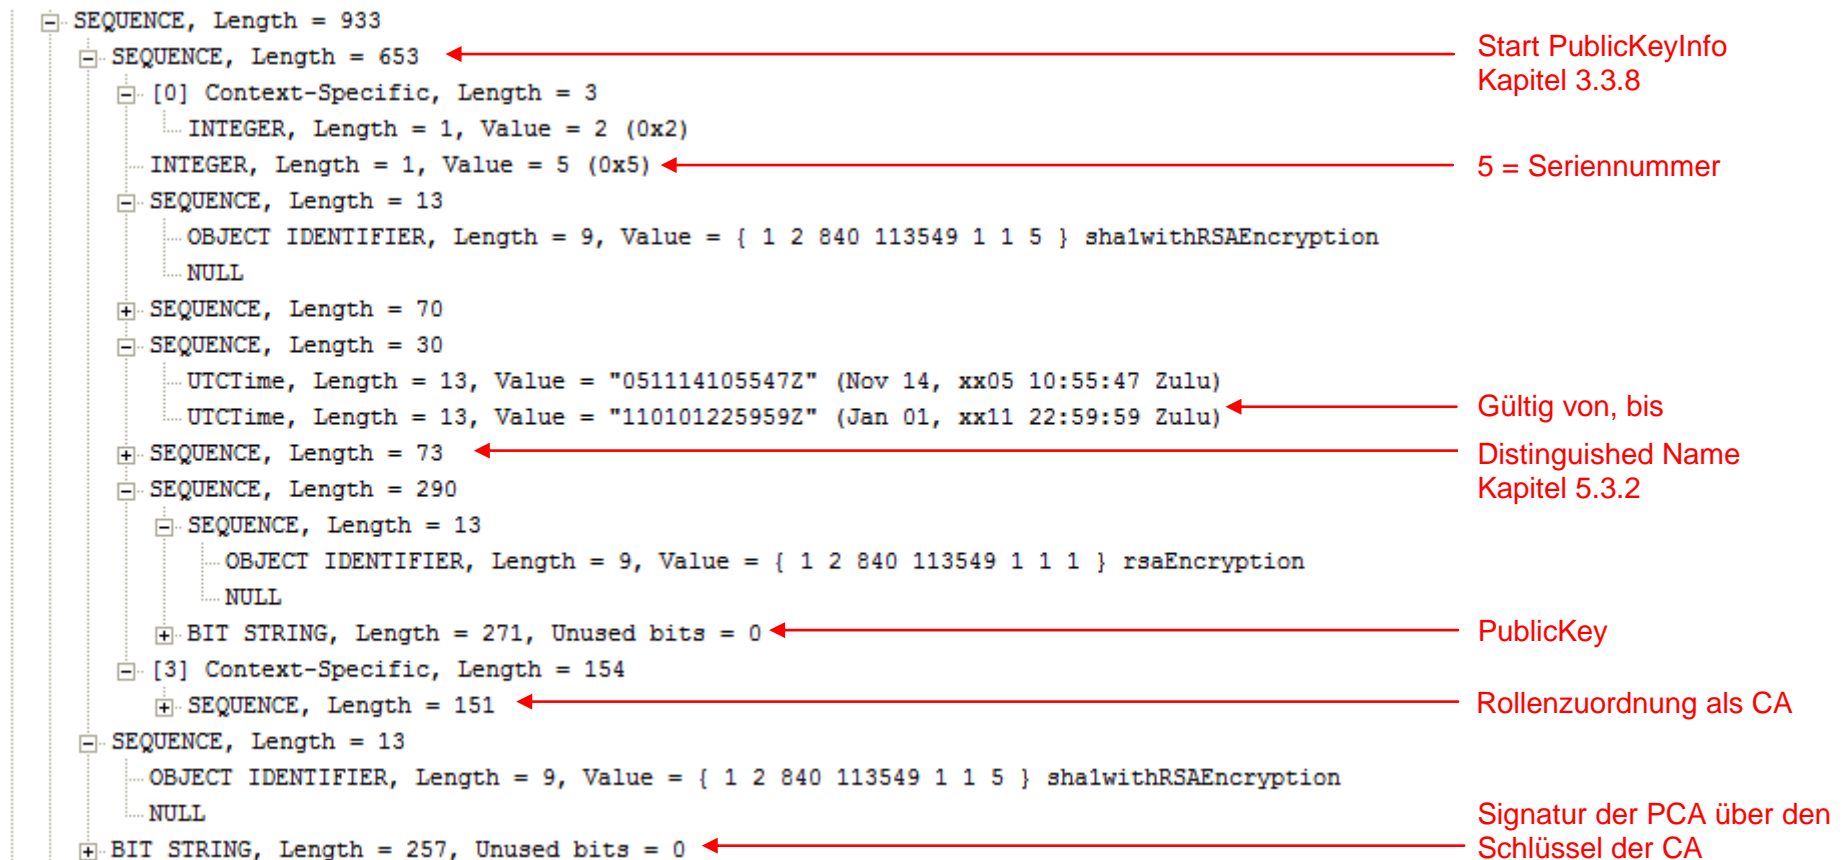 SEQUENCE, Length = 933
SEQUENCE, Length = 653
Start PublicKeyInfo
Kapitel 3.3.8
[0] Context-Specific, Length = 3
INTEGER, Length = 1, Value = 2 (0x2)
INTEGER, Length = 1, Value = 5 (0x5)
5 = Seriennummer
SEQUENCE, Length = 13
OBJECT IDENTIFIER, Length = 9, Value = { 1 2 840 113549 1 1 5 } sha1withRSAEncryption
NULL
SEQUENCE, Length = 70
SEQUENCE, Length = 30
UTCTime, Length = 13, Value = "051114105547Z" (Nov 14, xx05 10:55:47 Zulu)
UTCTime, Length = 13, Value = "110101225959Z" (Jan 01, xx11 22:59:59 Zulu)
Gültig von, bis
SEQUENCE, Length = 73
Distinguished Name
Kapitel 5.3.2
SEQUENCE, Length = 290
SEQUENCE, Length = 13
OBJECT IDENTIFIER, Length = 9, Value = { 1 2 840 113549 1 1 1 } rsaEncryption
NULL
BIT STRING, Length = 271, Unused bits = 0
PublicKey
[3] Context-Specific, Length = 154
SEQUENCE, Length = 151
Rollenzuordnung als CA
SEQUENCE, Length = 13
OBJECT IDENTIFIER, Length = 9, Value = { 1 2 840 113549 1 1 5 } sha1withRSAEncryption
NULL
BIT STRING, Length = 257, Unused bits = 0
Signatur der PCA über den
Schlüssel der CA